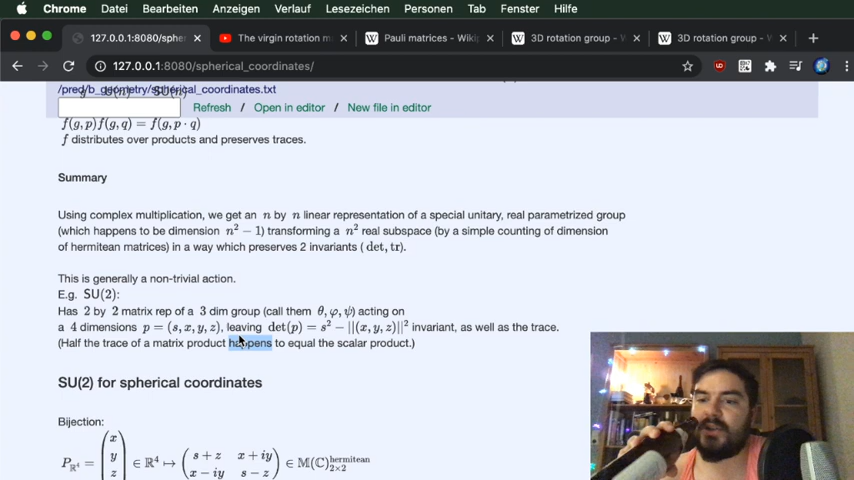 Chrome Datei Bearbeiten Anzeigen Verlauf Lesezeichen Personen Tab Fenster Hilfe
127.0.0.1:8080/spher The virgin rotation m Pauli matrices - Wikip 3D rotation group - W 3D rotation group - W
127.0.0.1:8080/spherical_coordinates/
/pred/b_geometry/spherical_coordinates.txt
Refresh / Open in editor / New file in editor
f(g, p)f(g, q) = f(g, p · q)
f distributes over products and preserves traces.
Summary
Using complex multiplication, we get an n by n linear representation of a special unitary, real parametrized group
(which happens to be dimension n² − 1) transforming a n² real subspace (by a simple counting of dimension
of hermitean matrices) in a way which preserves 2 invariants ( det, tr).
This is generally a non-trivial action.
E.g. SU(2):
Has 2 by 2 matrix rep of a 3 dim group (call them θ, φ, ψ) acting on
a 4 dimensions p = (s, x, y, z), leaving det(p) = s² − ||(x, y, z)||² invariant, as well as the trace.
(Half the trace of a matrix product happens to equal the scalar product.)
SU(2) for spherical coordinates
Bijection:
P_ℝ⁴ = ( x y z ) ∈ ℝ⁴ ↦ ( s + z x + iy
x − iy s − z ) ∈ 𝕄(ℂ)^hermitean_2×2